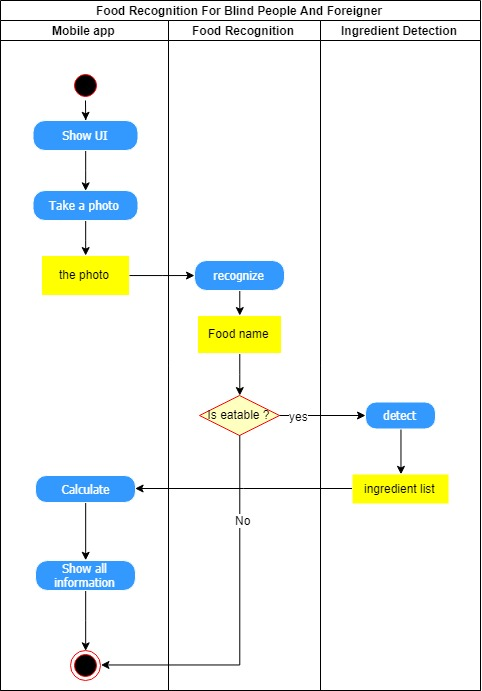 Food Recognition For Blind People And Foreigner
Mobile app
Food Recognition
Ingredient Detection
Show UI
Take a photo
the photo
recognize
Food name
Is eatable ?
yes
detect
ingredient list
Calculate
No
Show all
information